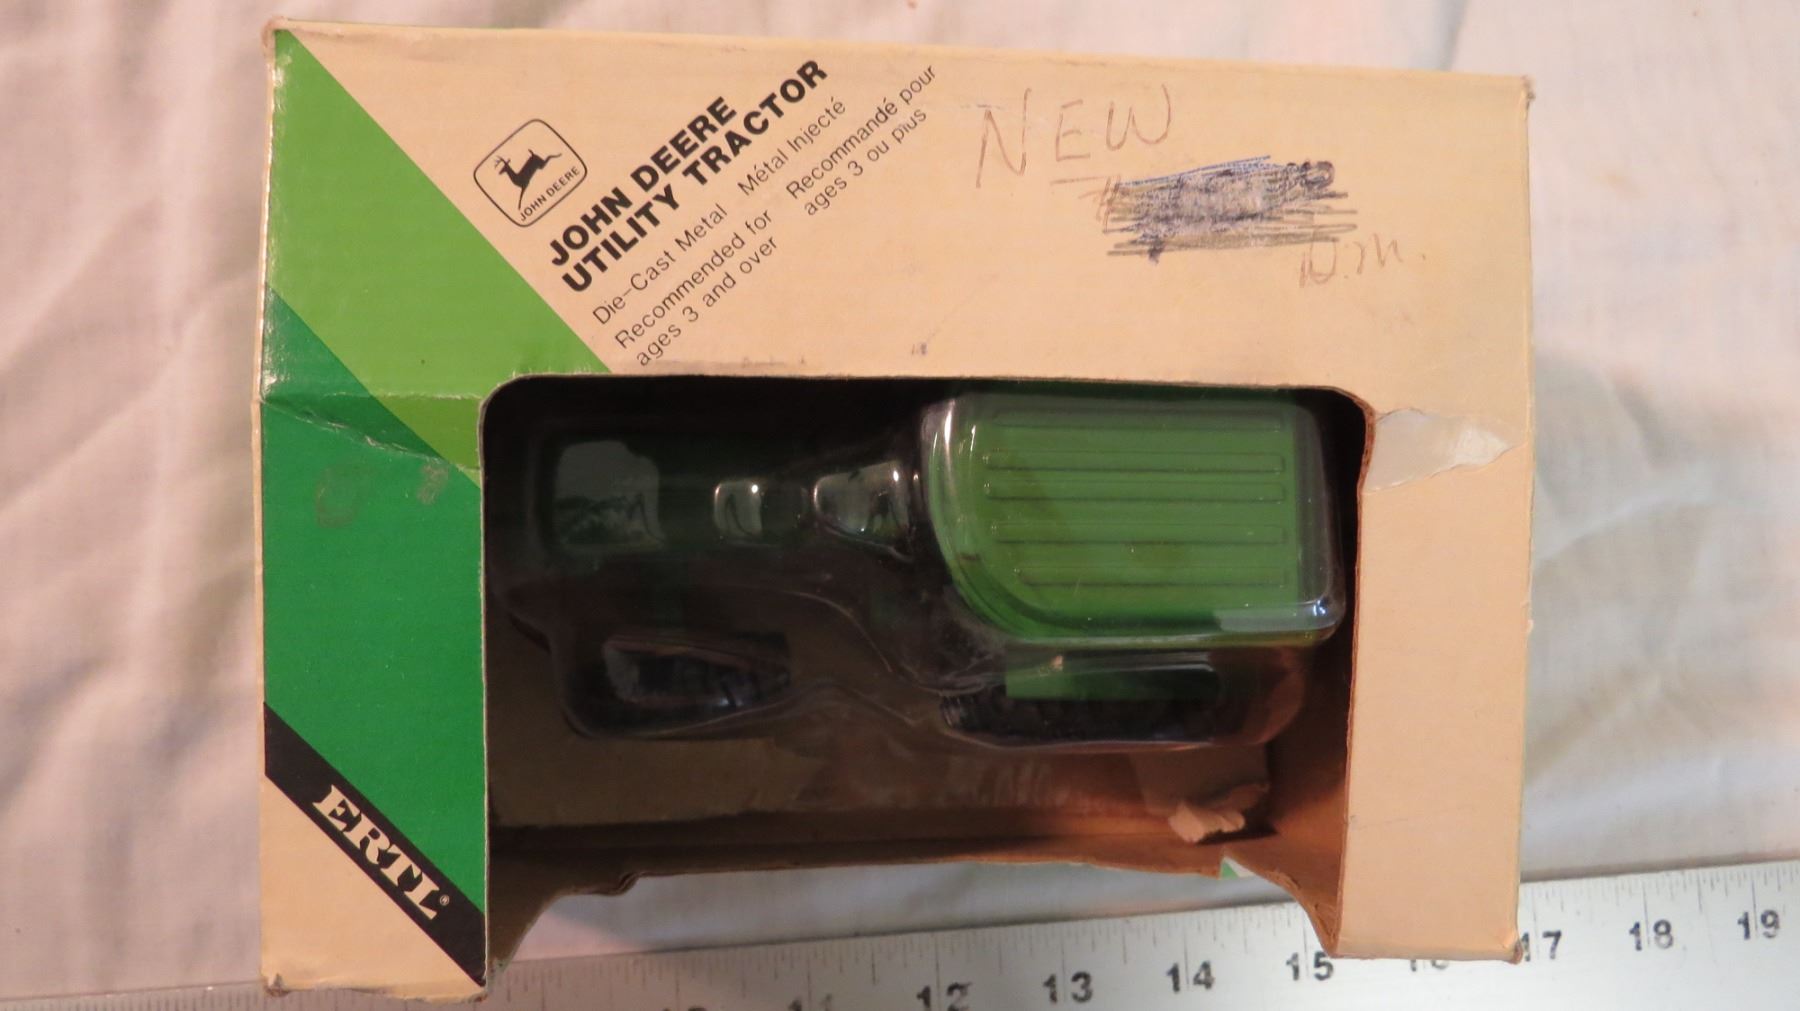 JOHN DEERE
JOHN DEERE
UTILITY TRACTOR
Die-Cast Metal Métal Injecté
Recommended for Recommandé pour
ages 3 and over ages 3 ou plus
NEW
D.M.
ERTL®
11 12 13 14 15 17 18 19